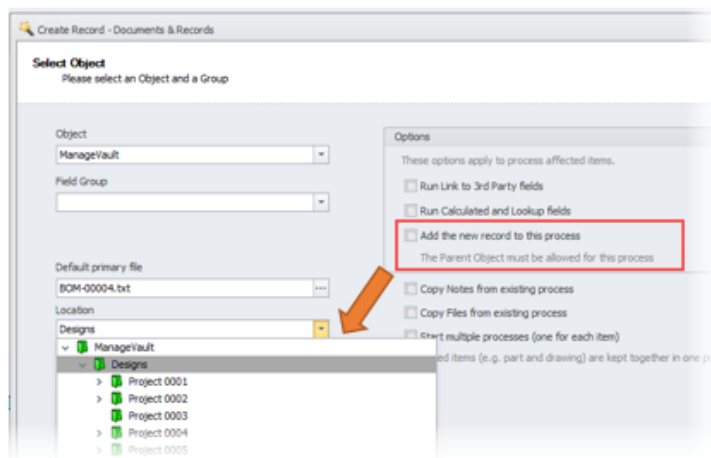 Create Record - Documents & Records
Select Object
Please select an Object and a Group
Object
ManageVault
Field Group
Default primary file
BOM-00004.txt
Location
Designs
ManageVault
Designs
Project 0001
Project 0002
Project 0003
Project 0004
Project 0005
Options
These options apply to process affected items.
Run Link to 3rd Party fields
Run Calculated and Lookup fields
Add the new record to this process
The Parent Object must be allowed for this process
Copy Notes from existing process
Copy Files from existing process
Start multiple processes (one for each item)
items (e.g. part and drawing) are kept together in one